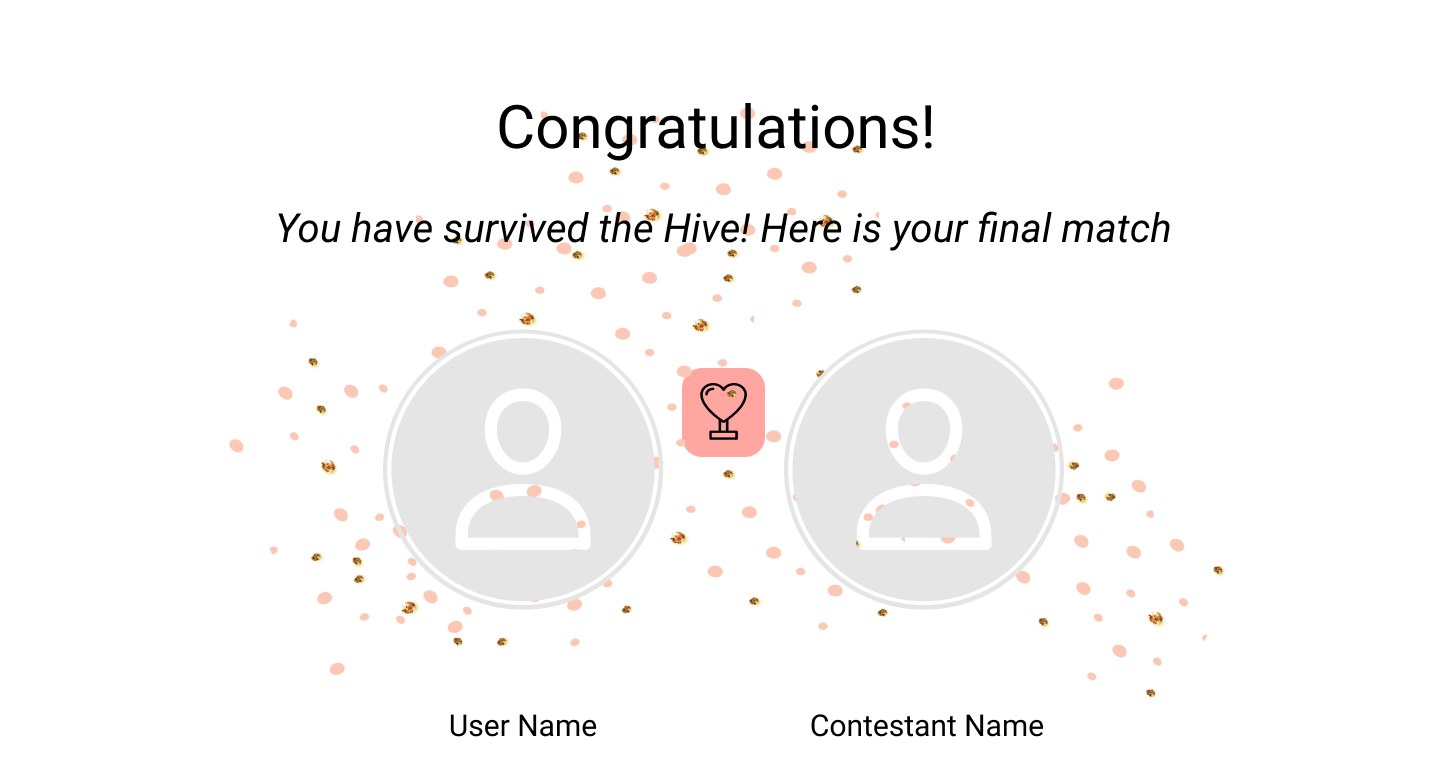 Congratulations!
You have survived the Hive! Here is your final match
User Name
Contestant Name